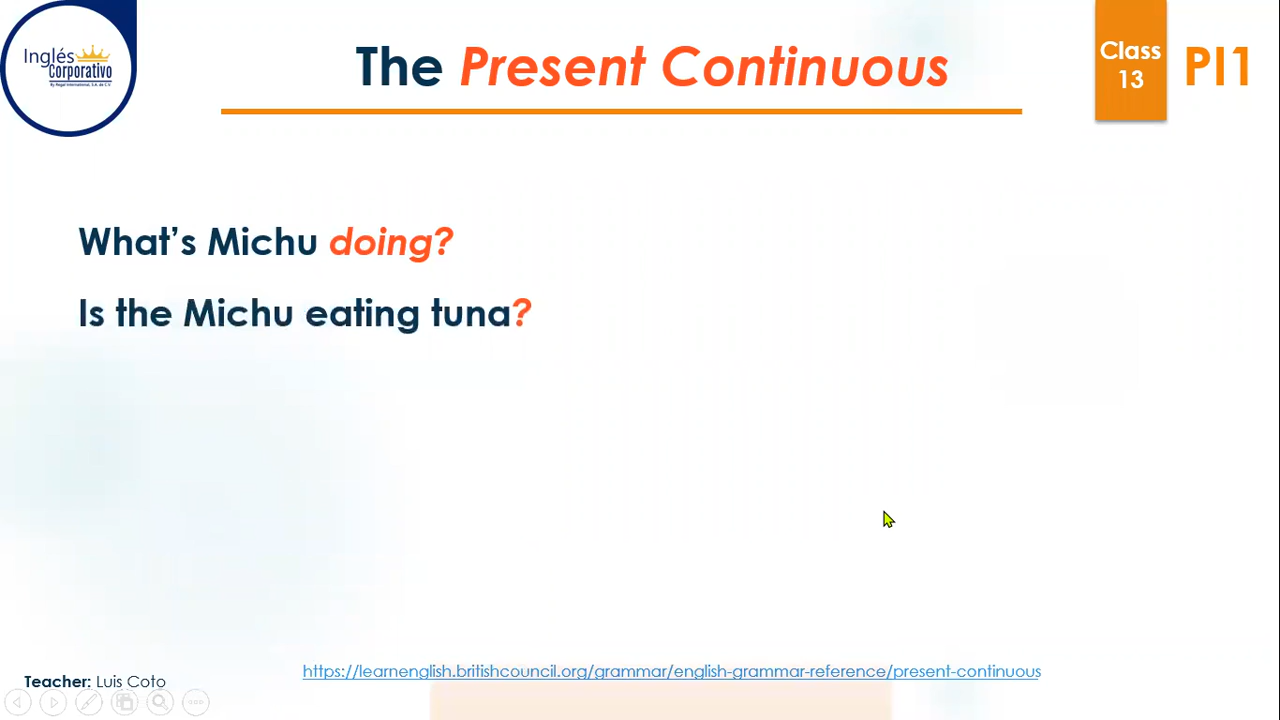 Inglés
Corporativo
By Regal International, S.A. de C.V
The Present Continuous
Class
13
PI1
What’s Michu doing?
Is the Michu eating tuna?
Teacher: Luis Coto
https://learnenglish.britishcouncil.org/grammar/english-grammar-reference/present-continuous